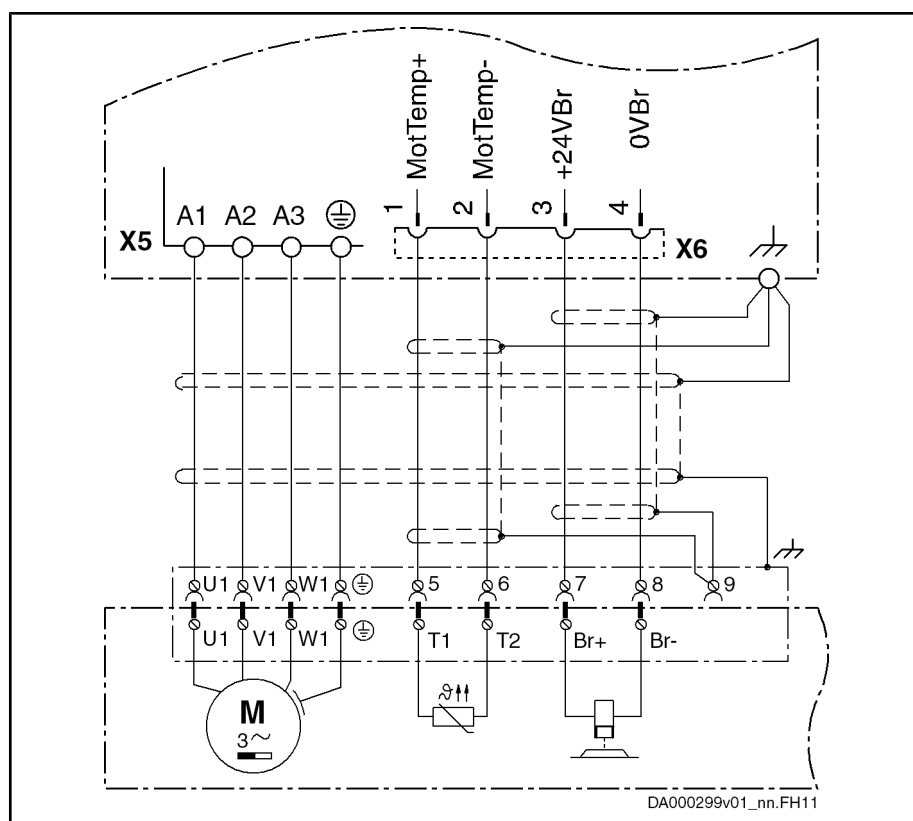 MotTemp+
MotTemp-
+24VBr
0VBr
1
2
3
4
A1 A2 A3
X5
X6
U1 V1 W1 5 6 7 8 9
U1 V1 W1 T1 T2 Br+ Br-
ϑ
M
3~
DA000299v01_nn.FH11